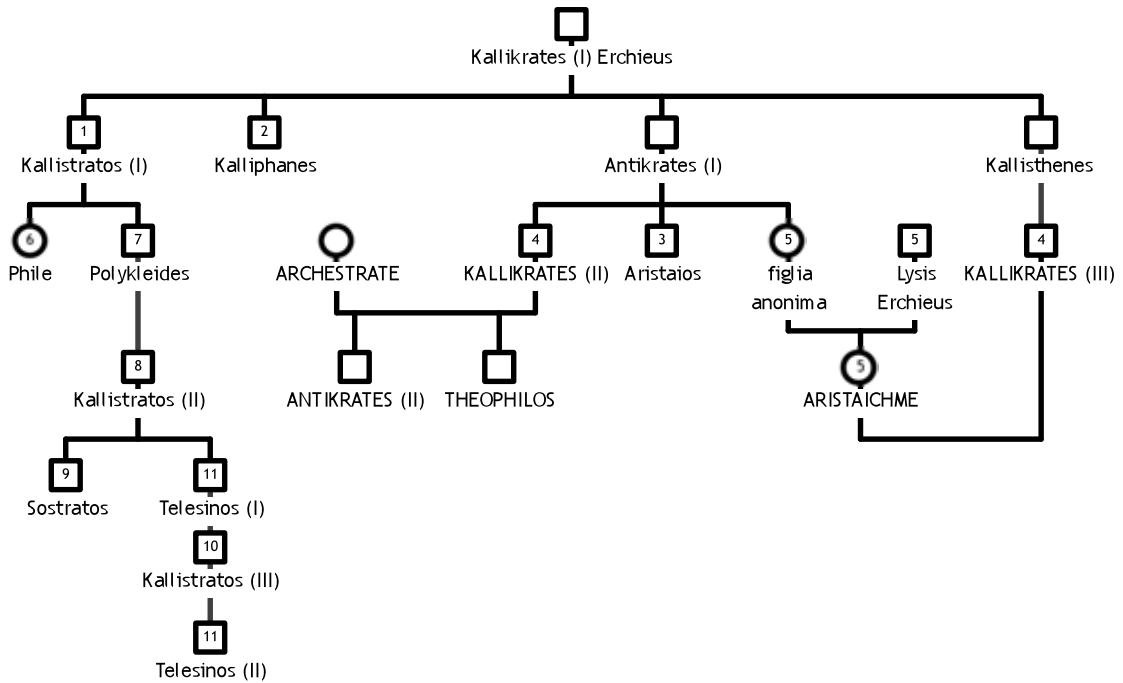 Kallikrates (I) Erchieus
1 2
Kallistratos (I) Kalliphanes Antikrates (I) Kallisthenes
6 7 4 3 5 5 4
Phile Polykleides ARCHESTRATE KALLIKRATES (II) Aristaios figlia Lysis KALLIKRATES (III)
anonima Erchieus
8 5
Kallistratos (II) ANTIKRATES (II) THEOPHILOS ARISTAICHME
9 11
Sostratos Telesinos (I)
10
Kallistratos (III)
11
Telesinos (II)